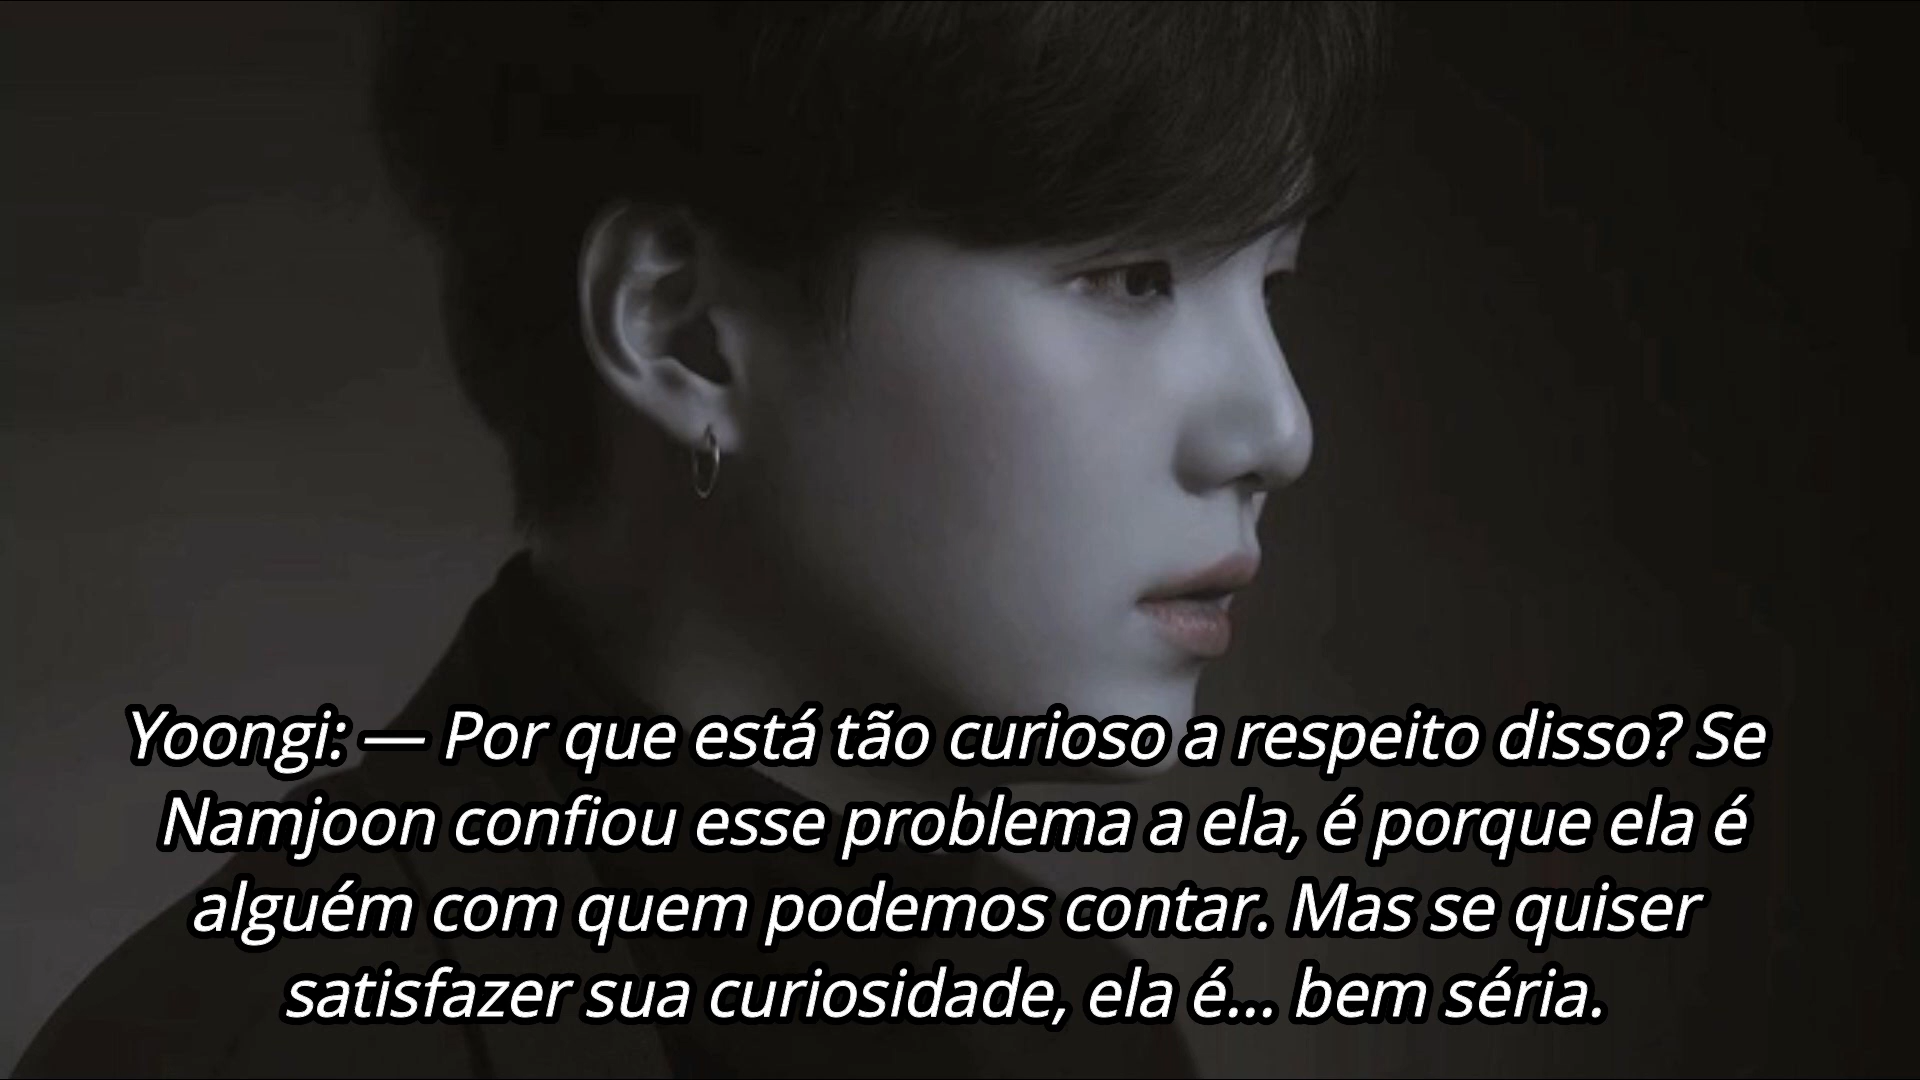 Yoongi: — Por que está tão curioso a respeito disso? Se
Namjoon confiou esse problema a ela, é porque ela é
alguém com quem podemos contar. Mas se quiser
satisfazer sua curiosidade, ela é... bem séria.